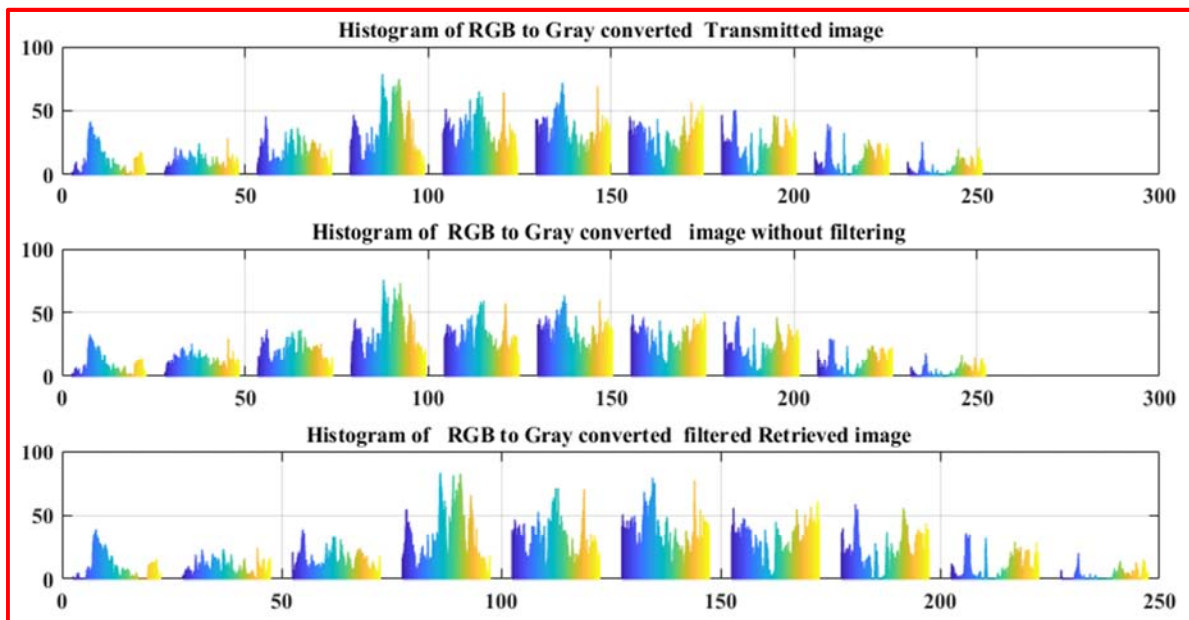 Histogram of RGB to Gray converted Transmitted image
100
50
0
0 50 100 150 200 250 300
Histogram of RGB to Gray converted image without filtering
100
50
0
0 50 100 150 200 250 300
Histogram of RGB to Gray converted filtered Retrieved image
100
50
0
0 50 100 150 200 250